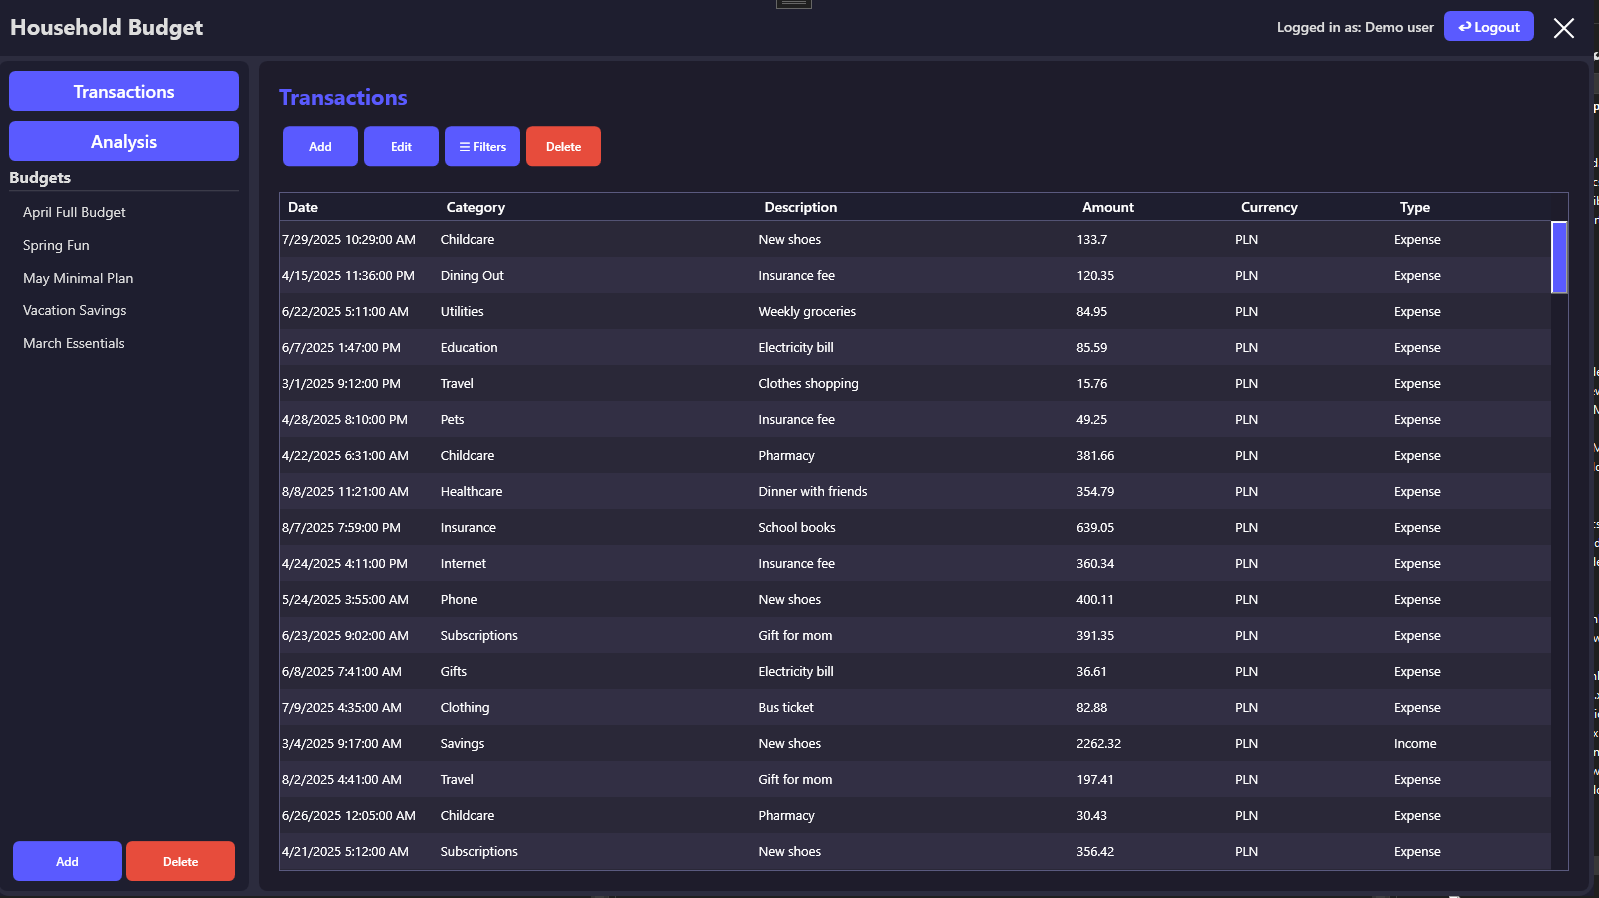 Household Budget
Logged in as: Demo user
Logout
Transactions
Analysis
Budgets
April Full Budget
Spring Fun
May Minimal Plan
Vacation Savings
March Essentials
Add Delete
Transactions
Add Edit Filters Delete
Date Category Description Amount Currency Type
7/29/2025 10:29:00 AM Childcare New shoes 133.7 PLN Expense
4/15/2025 11:36:00 PM Dining Out Insurance fee 120.35 PLN Expense
6/22/2025 5:11:00 AM Utilities Weekly groceries 84.95 PLN Expense
6/7/2025 1:47:00 PM Education Electricity bill 85.59 PLN Expense
3/1/2025 9:12:00 PM Travel Clothes shopping 15.76 PLN Expense
4/28/2025 8:10:00 PM Pets Insurance fee 49.25 PLN Expense
4/22/2025 6:31:00 AM Childcare Pharmacy 381.66 PLN Expense
8/8/2025 11:21:00 AM Healthcare Dinner with friends 354.79 PLN Expense
8/7/2025 7:59:00 PM Insurance School books 639.05 PLN Expense
4/24/2025 4:11:00 PM Internet Insurance fee 360.34 PLN Expense
5/24/2025 3:55:00 AM Phone New shoes 400.11 PLN Expense
6/23/2025 9:02:00 AM Subscriptions Gift for mom 391.35 PLN Expense
6/8/2025 7:41:00 AM Gifts Electricity bill 36.61 PLN Expense
7/9/2025 4:35:00 AM Clothing Bus ticket 82.88 PLN Expense
3/4/2025 9:17:00 AM Savings New shoes 2262.32 PLN Income
8/2/2025 4:41:00 AM Travel Gift for mom 197.41 PLN Expense
6/26/2025 12:05:00 AM Childcare Pharmacy 30.43 PLN Expense
4/21/2025 5:12:00 AM Subscriptions New shoes 356.42 PLN Expense